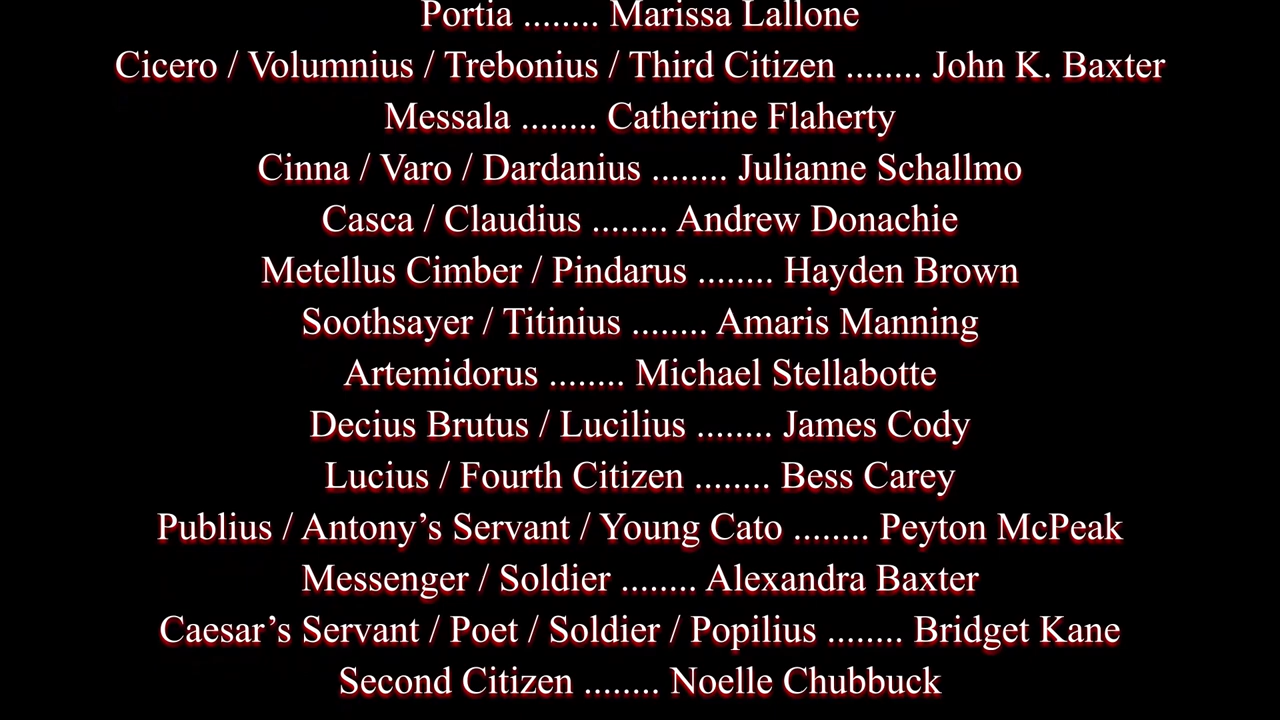 Portia ........ Marissa Lallone
Cicero / Volumnius / Trebonius / Third Citizen ........ John K. Baxter
Messala ........ Catherine Flaherty
Cinna / Varo / Dardanius ........ Julianne Schallmo
Casca / Claudius ........ Andrew Donachie
Metellus Cimber / Pindarus ........ Hayden Brown
Soothsayer / Titinius ........ Amaris Manning
Artemidorus ........ Michael Stellabotte
Decius Brutus / Lucilius ........ James Cody
Lucius / Fourth Citizen ........ Bess Carey
Publius / Antony’s Servant / Young Cato ........ Peyton McPeak
Messenger / Soldier ........ Alexandra Baxter
Caesar’s Servant / Poet / Soldier / Popilius ........ Bridget Kane
Second Citizen ........ Noelle Chubbuck